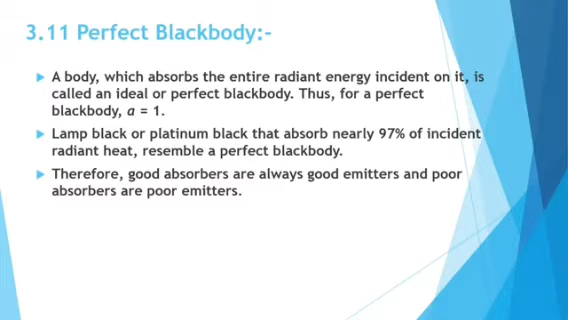 3.11 Perfect Blackbody:-
A body, which absorbs the entire radiant energy incident on it, is
called an ideal or perfect blackbody. Thus, for a perfect
blackbody, a = 1.
Lamp black or platinum black that absorb nearly 97% of incident
radiant heat, resemble a perfect blackbody.
Therefore, good absorbers are always good emitters and poor
absorbers are poor emitters.